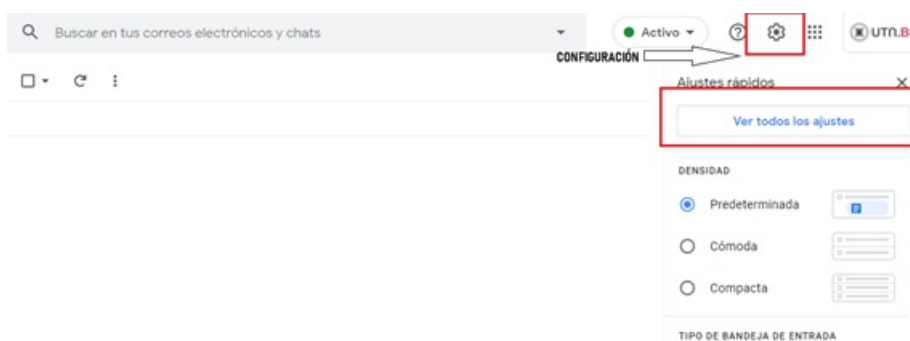 Buscar en tus correos electrónicos y chats
Activo
UTN.B
CONFIGURACIÓN
Ajustes rápidos
Ver todos los ajustes
DENSIDAD
Predeterminada
Cómoda
Compacta
TIPO DE BANDEJA DE ENTRADA